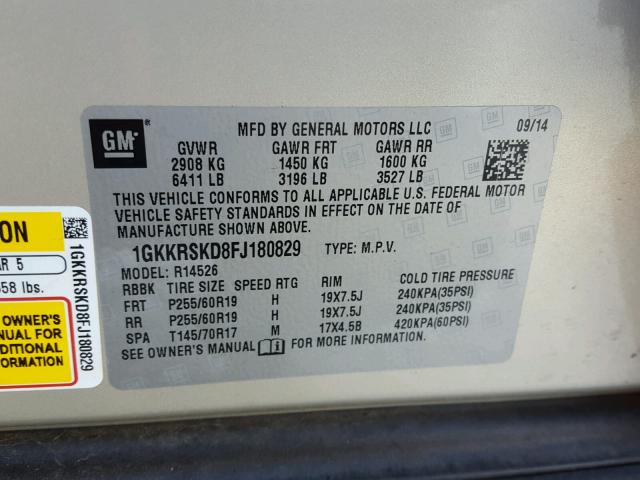 GM
MFD BY GENERAL MOTORS LLC 09/14
GVWR GAWR FRT GAWR RR
2908 KG 1450 KG 1600 KG
6411 LB 3196 LB 3527 LB
THIS VEHICLE CONFORMS TO ALL APPLICABLE U.S. FEDERAL MOTOR
VEHICLE SAFETY STANDARDS IN EFFECT ON THE DATE OF
MANUFACTURE SHOWN ABOVE.
1GKKRSKD8FJ180829 TYPE: M.P.V.
MODEL: R14526
RBBK TIRE SIZE SPEED RTG RIM COLD TIRE PRESSURE
FRT P255/60R19 H 19X7.5J 240KPA(35PSI)
RR P255/60R19 H 19X7.5J 240KPA(35PSI)
SPA T145/70R17 M 17X4.5B 420KPA(60PSI)
SEE OWNER'S MANUAL FOR MORE INFORMATION
ION
AR 5
58 lbs.
OWNER'S
NUAL FOR
DDITIONAL
ORMATION
1GKKRSKD8FJ180829